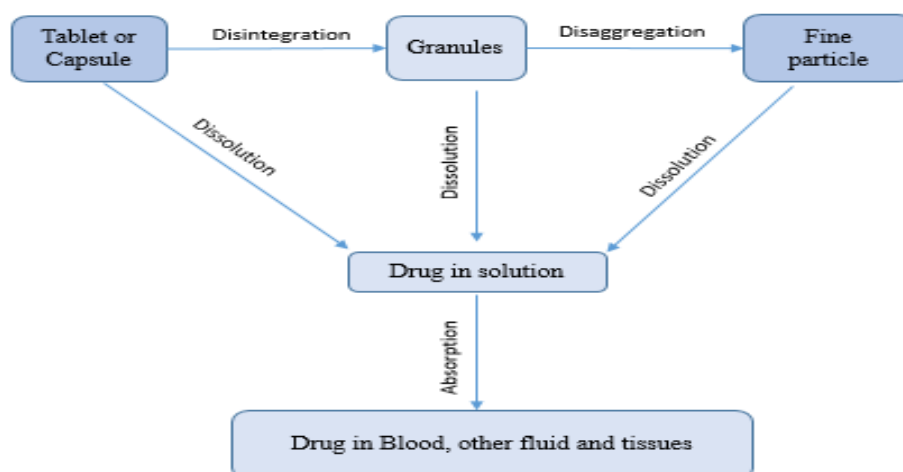 Tablet or
Capsule
Disintegration
Granules
Disaggregation
Fine
particle
Dissolution
Dissolution
Dissolution
Drug in solution
Absorption
Drug in Blood, other fluid and tissues